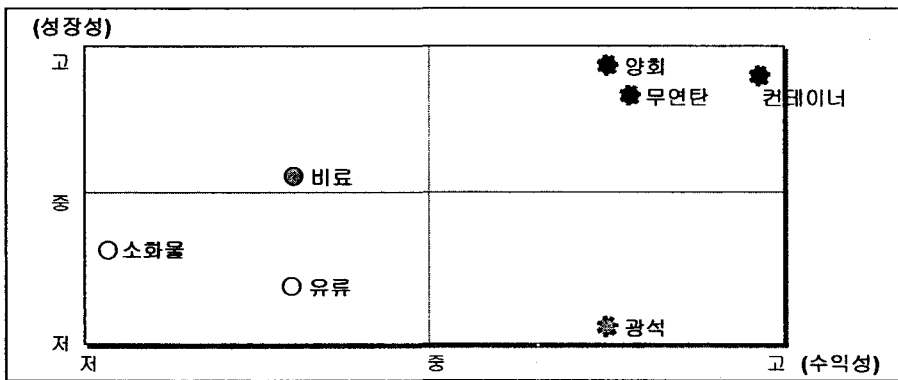 (성장성)
고
양회
무연탄
컨테이너
비료
중
소화물
유류
광석
저
저
중
고 (수익성)